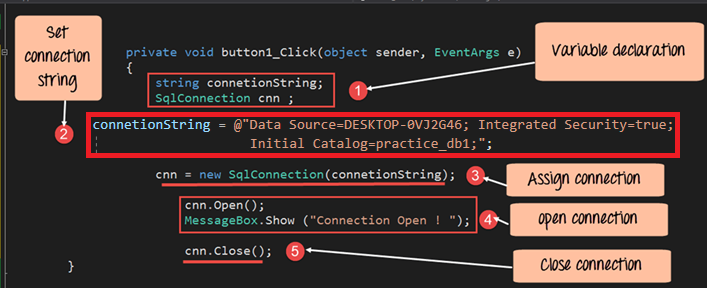 Set
connection
string
private void button1_Click(object sender, EventArgs e)
{
Variable declaration
string connetionString;
SqlConnection cnn ;
1
2
connetionString = @"Data Source=DESKTOP-0VJ2G46; Integrated Security=true;
Initial Catalog=practice_db1;";
cnn = new SqlConnection(connetionString);
3
Assign connection
cnn.Open();
MessageBox.Show ("Connection Open ! ");
4
open connection
cnn.Close();
5
Close connection
}